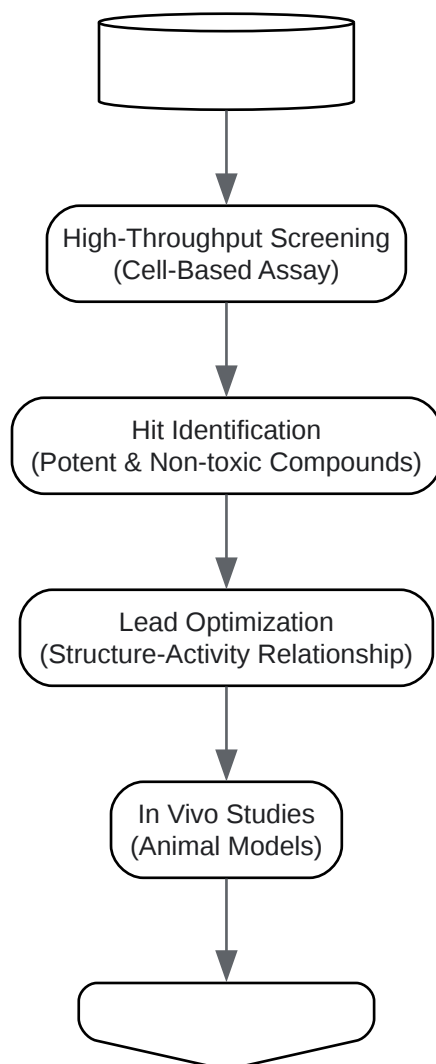 High-Throughput Screening
(Cell-Based Assay)
Hit Identification
(Potent & Non-toxic Compounds)
Lead Optimization
(Structure-Activity Relationship)
In Vivo Studies
(Animal Models)